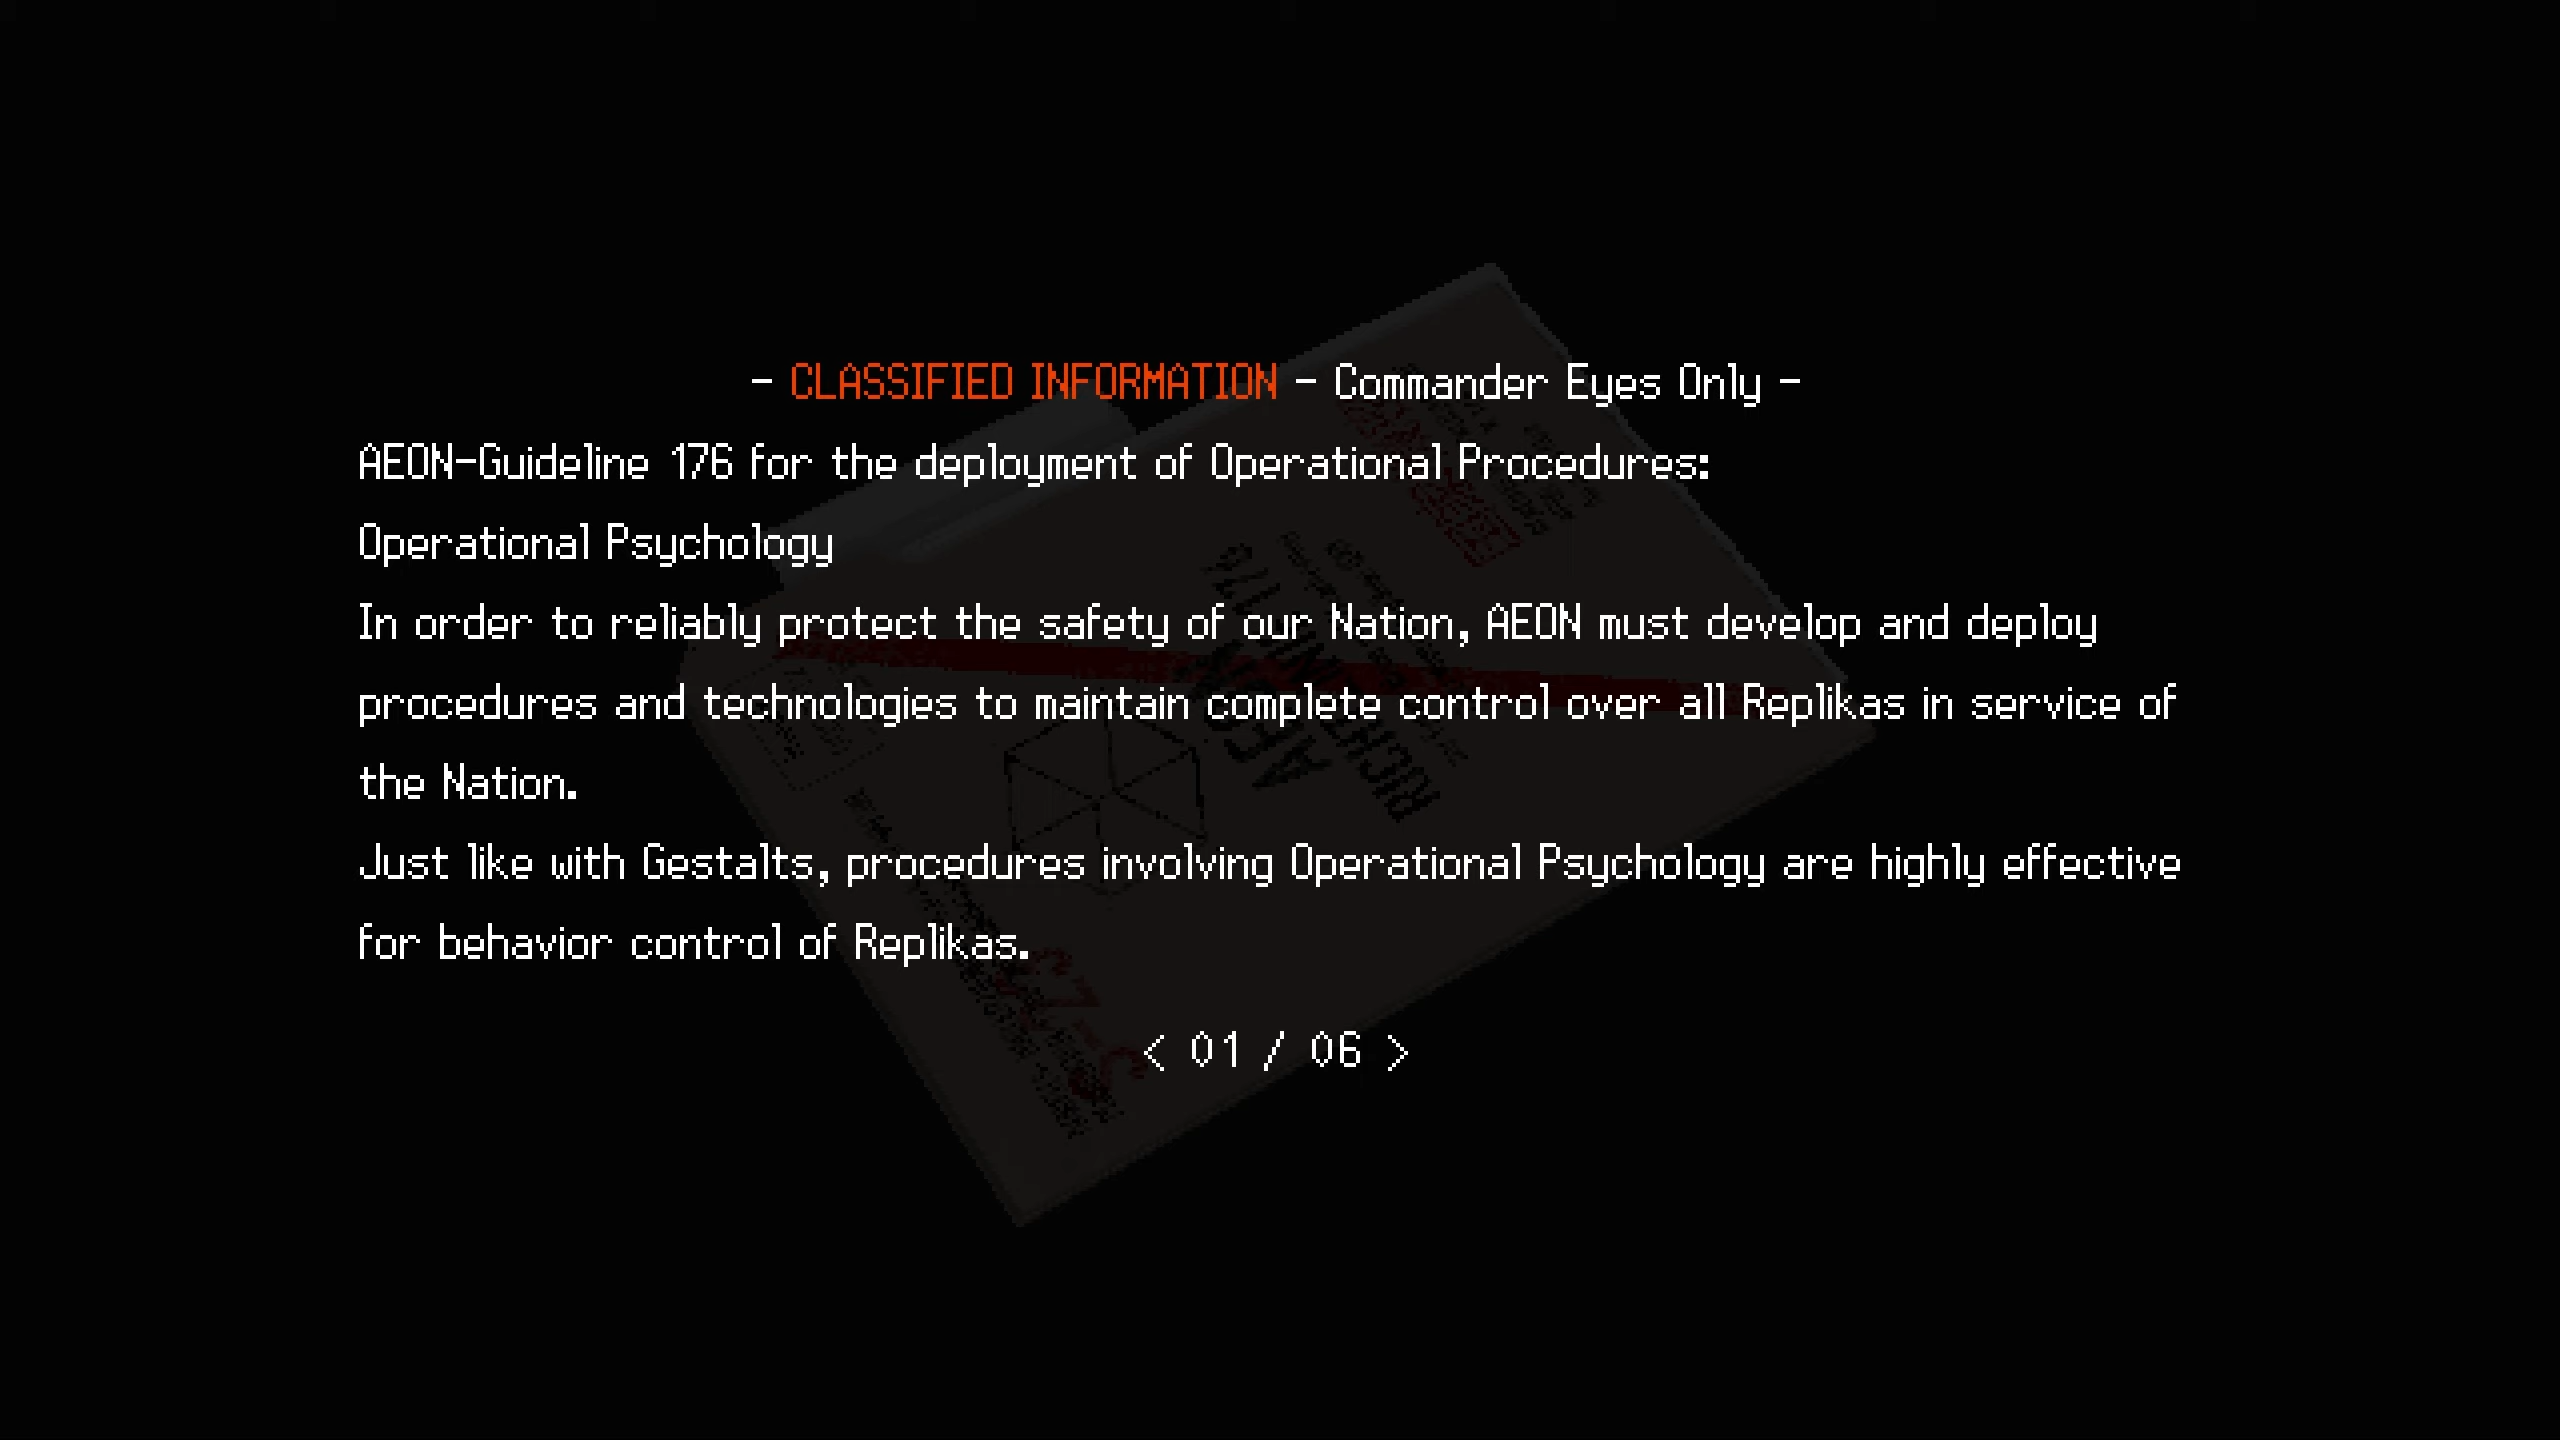 - CLASSIFIED INFORMATION - Commander Eyes Only -
AEON-Guideline 176 for the deployment of Operational Procedures:
Operational Psychology
In order to reliably protect the safety of our Nation, AEON must develop and deploy
procedures and technologies to maintain complete control over all Replikas in service of
the Nation.
Just like with Gestalts, procedures involving Operational Psychology are highly effective
for behavior control of Replikas.
< 01 / 06 >